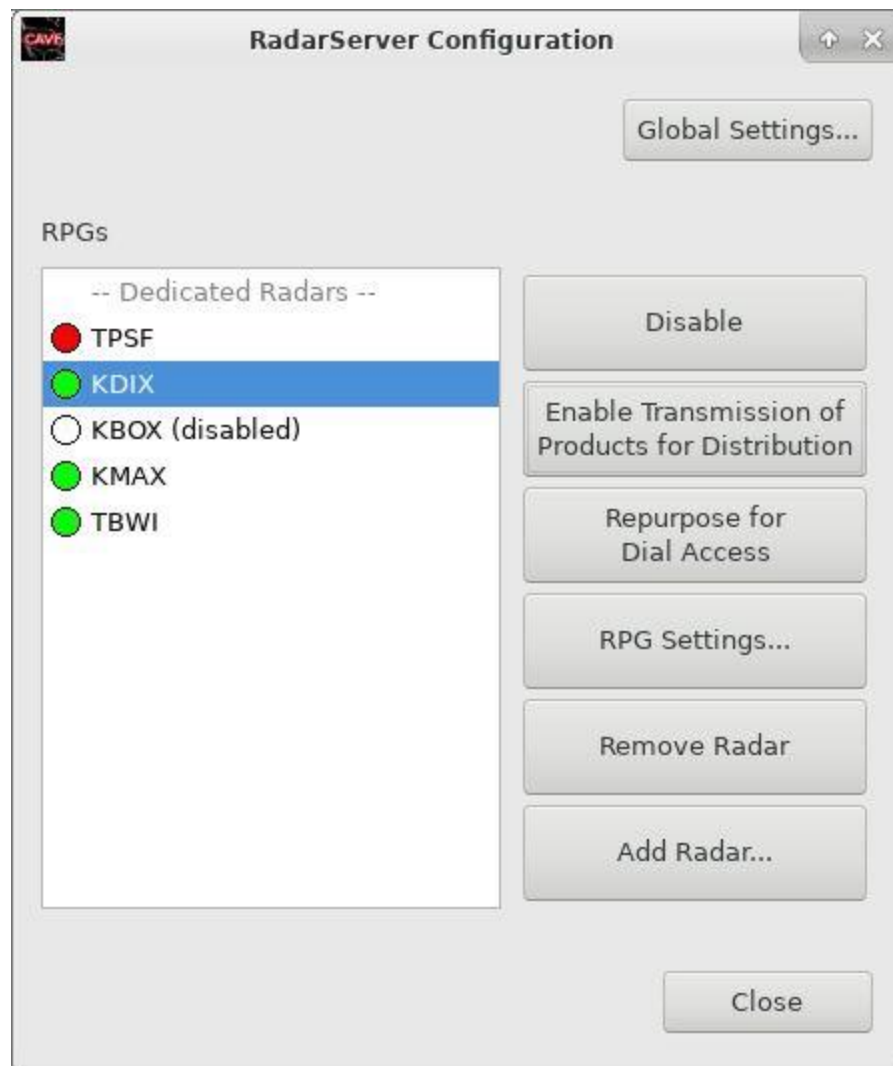 CAVE
RadarServer Configuration
Global Settings...
RPGs
-- Dedicated Radars --
TPSF
KDIX
KBOX (disabled)
KMAX
TBWI
Disable
Enable Transmission of
Products for Distribution
Repurpose for
Dial Access
RPG Settings...
Remove Radar
Add Radar...
Close